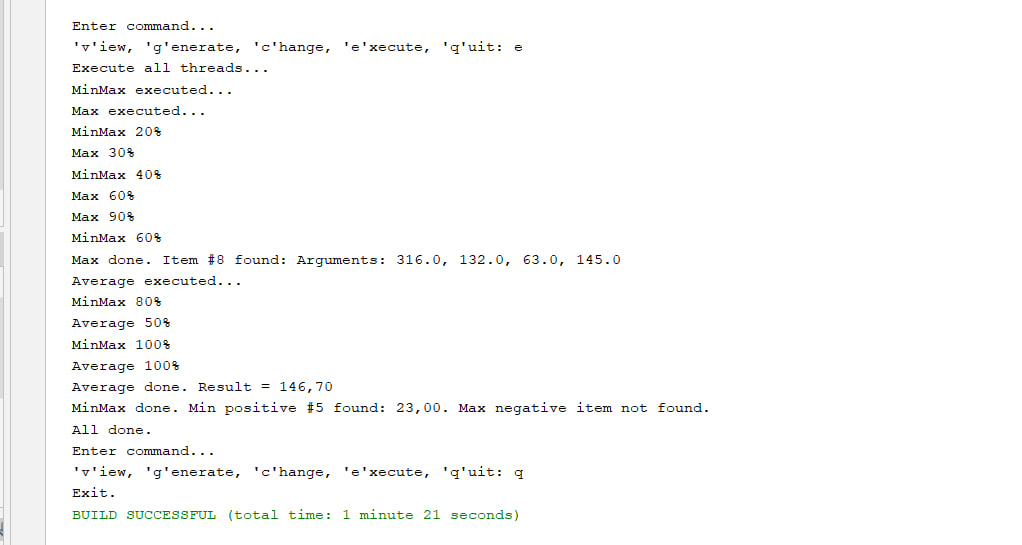 Enter command...
'v'iew, 'g'enerate, 'c'hange, 'e'xecute, 'q'uit: e
Execute all threads...
MinMax executed...
Max executed...
MinMax 20%
Max 30%
MinMax 40%
Max 60%
Max 90%
MinMax 60%
Max done. Item #8 found: Arguments: 316.0, 132.0, 63.0, 145.0
Average executed...
MinMax 80%
Average 50%
MinMax 100%
Average 100%
Average done. Result = 146,70
MinMax done. Min positive #5 found: 23,00. Max negative item not found.
All done.
Enter command...
'v'iew, 'g'enerate, 'c'hange, 'e'xecute, 'q'uit: q
Exit.
BUILD SUCCESSFUL (total time: 1 minute 21 seconds)